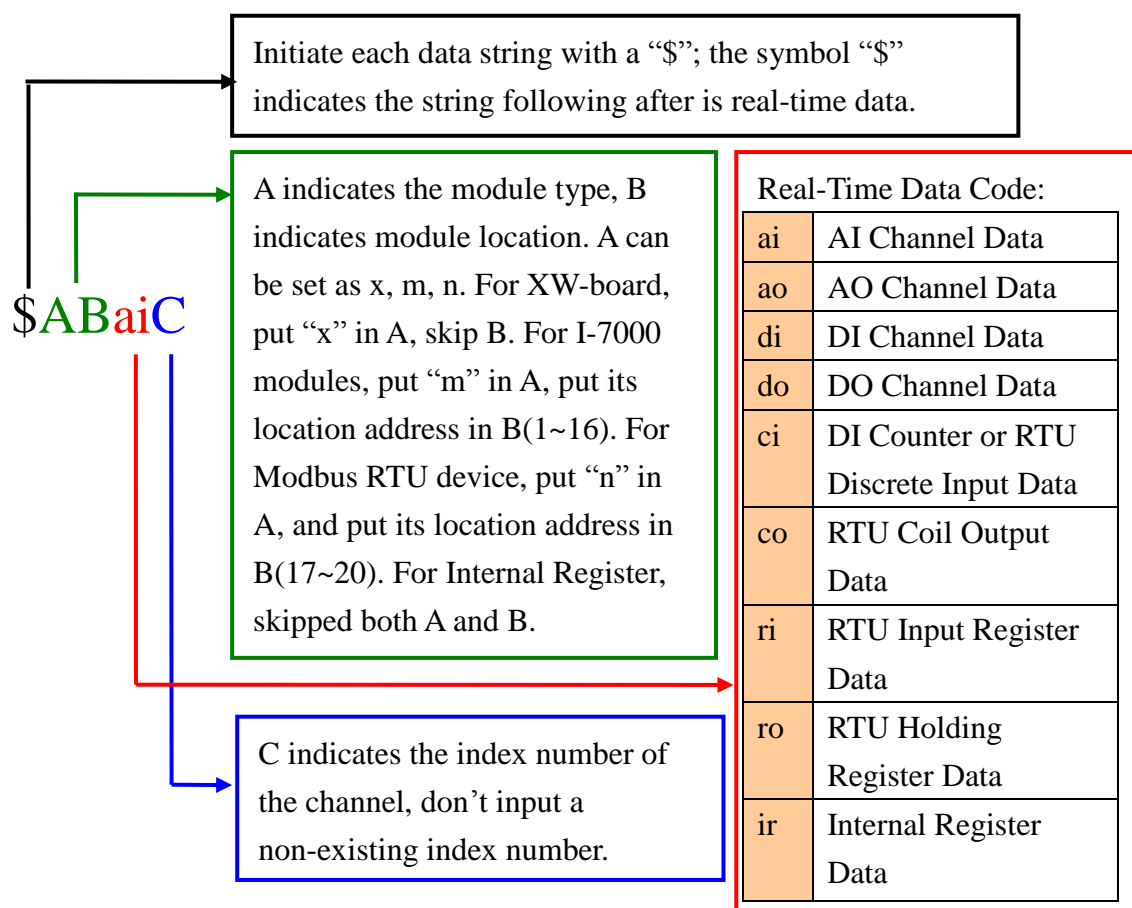 Initiate each data string with a “$”; the symbol “$”
indicates the string following after is real-time data.
$ABaiC
A indicates the module type, B
indicates module location. A can
be set as x, m, n. For XW-board,
put “x” in A, skip B. For I-7000
modules, put “m” in A, put its
location address in B(1~16). For
Modbus RTU device, put “n” in
A, and put its location address in
B(17~20). For Internal Register,
skipped both A and B.
C indicates the index number of
the channel, don’t input a
non-existing index number.
Real-Time Data Code:
ai AI Channel Data
ao AO Channel Data
di DI Channel Data
do DO Channel Data
ci DI Counter or RTU
Discrete Input Data
co RTU Coil Output
Data
ri RTU Input Register
Data
ro RTU Holding
Register Data
ir Internal Register
Data